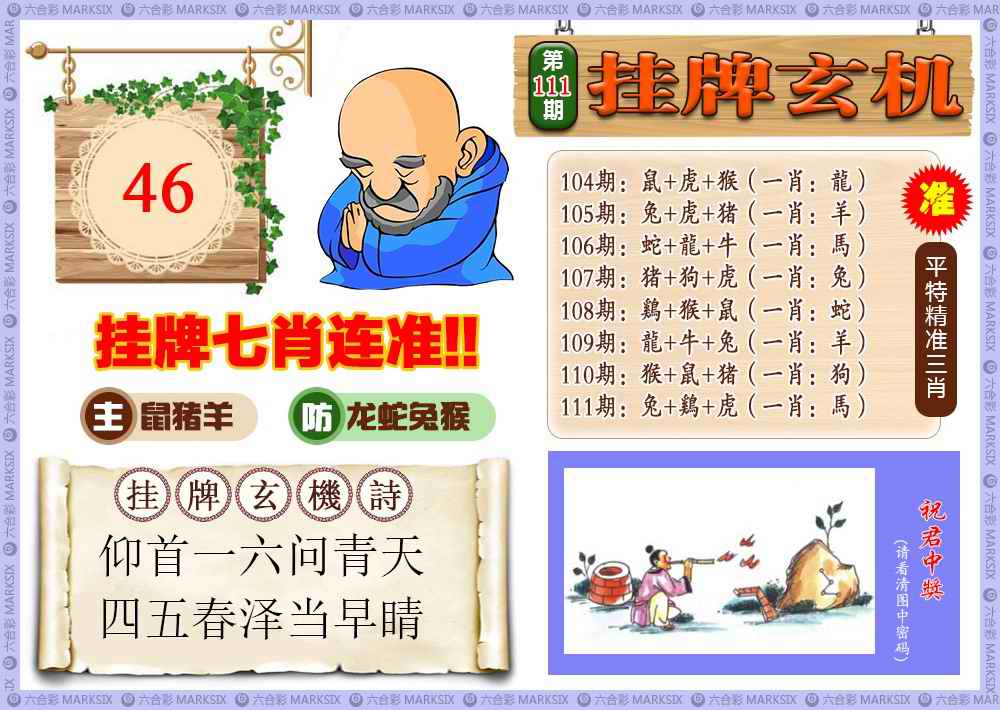 六合彩 MARKSIX
46
第
111
期
挂牌玄机
104期：鼠+虎+猴（一肖：龍）
105期：兔+虎+猪（一肖：羊）
106期：蛇+龍+牛（一肖：馬）
107期：猪+狗+虎（一肖：兔）
108期：鷄+猴+鼠（一肖：蛇）
109期：龍+牛+兔（一肖：羊）
110期：猴+鼠+猪（一肖：狗）
111期：兔+鷄+虎（一肖：馬）
准
平特精准三肖
挂牌七肖连准!!
主 鼠猪羊
防 龙蛇兔猴
挂牌玄機詩
仰首一六问青天
四五春泽当早晴
祝君中奖
（请看清图中密码）